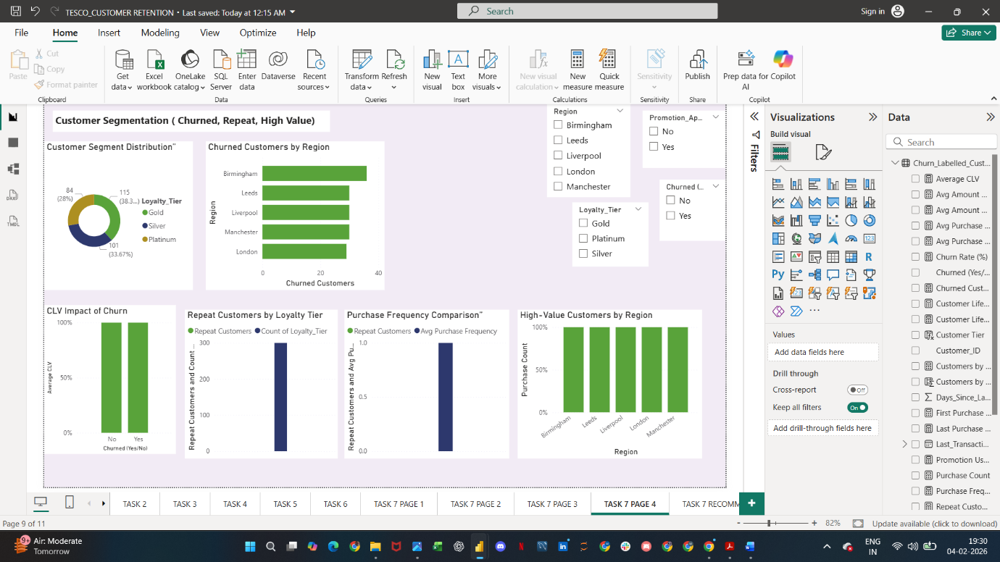 TESCO_CUSTOMER RETENTION • Last saved: Today at 12:15 AM
Search
Sign in
File Home Insert Modeling View Optimize Help
Share
Paste
Cut
Copy
Format painter
Clipboard
Get data
Excel workbook
OneLake catalog
SQL Server
Enter data
Dataverse
Recent sources
Data
Transform data
Refresh
Queries
New visual
Text box
More visuals
Insert
New visual calculation
New measure
Quick measure
Calculations
Sensitivity
Sensitivity
Publish
Share
Prep data for AI
Copilot
Copilot
Customer Segmentation ( Churned, Repeat, High Value)
Customer Segment Distribution"
84
(28%)
115
(38.3...)
101
(33.67%)
Loyalty_Tier
Gold
Silver
Platinum
Churned Customers by Region
Region
Birmingham
Leeds
Liverpool
Manchester
London
0 20 40
Churned Customers
Region
Birmingham
Leeds
Liverpool
London
Manchester
Promotion_Ap...
No
Yes
Churned (...
No
Yes
Loyalty_Tier
Gold
Platinum
Silver
CLV Impact of Churn
Average CLV
100%
50%
0%
No Yes
Churned (Yes/No)
Repeat Customers by Loyalty Tier
Repeat Customers Count of Loyalty_Tier
Repeat Customers and Count ...
300
200
100
0
Purchase Frequency Comparison"
Repeat Customers Avg Purchase Frequency
Repeat Customers and Avg Pu...
1.0
0.5
0.0
High-Value Customers by Region
Purchase Count
100%
50%
0%
Birmingham Leeds Liverpool London Manchester
Region
Filters
Visualizations
Build visual
R
Py
123
Values
Add data fields here
Drill through
Cross-report Off
Keep all filters On
Add drill-through fields here
Data
Search
Churn_Labelled_Cust...
Average CLV
Avg Amount ...
Avg Amount ...
Avg Purchase ...
Avg Purchase ...
Churn Rate (%)
Churned (Yes/...
Churned Cust...
Customer Life...
Customer Life...
Customer Tier
Customer_ID
Customers by ...
Customers by ...
Days_Since_La...
First Purchase ...
Last Purchase ...
Last_Transacti...
Promotion Us...
Purchase Count
Purchase Freq...
Repeat Custo...
TASK 2 TASK 3 TASK 4 TASK 5 TASK 6 TASK 7 PAGE 1 TASK 7 PAGE 2 TASK 7 PAGE 3 TASK 7 PAGE 4 TASK 7 RECOMM
Page 9 of 11
- + 82%
Update available (click to download)
9+
Air: Moderate
Tomorrow
ENG
IN
19:30
04-02-2026